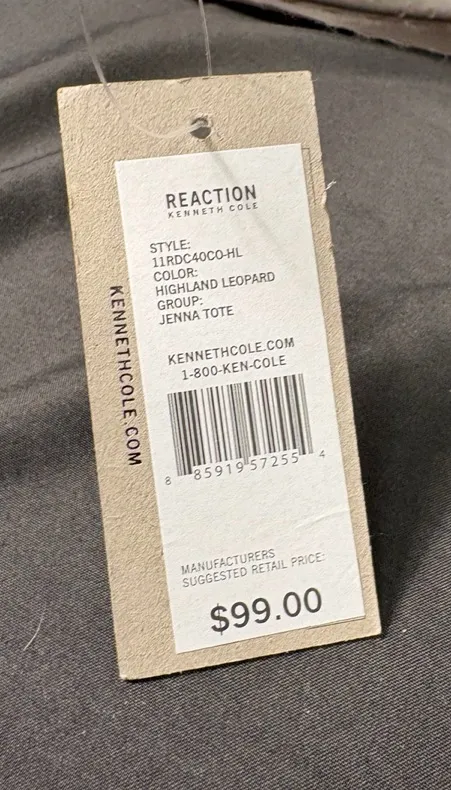 REACTION
KENNETH COLE
STYLE:
11RDC40CO-HL
COLOR:
HIGHLAND LEOPARD
GROUP:
JENNA TOTE
KENNETHCOLE.COM
1-800-KEN-COLE
8 85919 57255 4
MANUFACTURERS
SUGGESTED RETAIL PRICE:
$99.00
KENNETHCOLE.COM